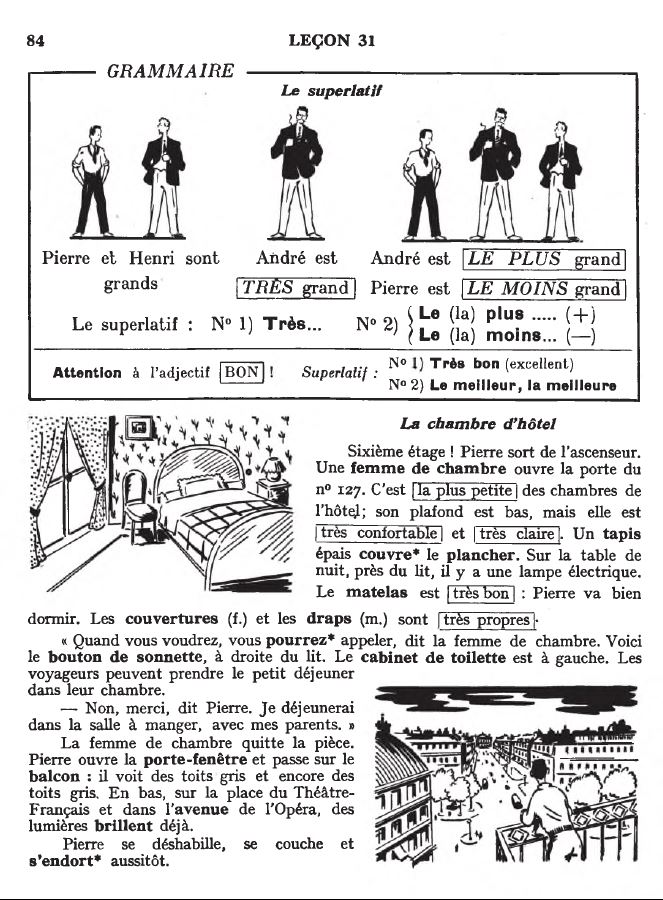 84
LEÇON 31
GRAMMAIRE
Le superlatif
Pierre et Henri sont
grands
André est
TRÈS grand
André est LE PLUS grand
Pierre est LE MOINS grand
Le superlatif : Nº 1) Très... Nº 2) { Le (la) plus ..... (+)
Le (la) moins... (—)
Attention à l'adjectif BON ! Superlatif : Nº 1) Très bon (excellent)
Nº 2) Le meilleur, la meilleure
La chambre d'hôtel
Sixième étage ! Pierre sort de l'ascenseur.
Une femme de chambre ouvre la porte du
nº 127. C'est la plus petite des chambres de
l'hôtel; son plafond est bas, mais elle est
très confortable et très claire. Un tapis
épais couvre* le plancher. Sur la table de
nuit, près du lit, il y a une lampe électrique.
Le matelas est très bon : Pierre va bien
dormir. Les couvertures (f.) et les draps (m.) sont très propres.
« Quand vous voudrez, vous pourrez* appeler, dit la femme de chambre. Voici
le bouton de sonnette, à droite du lit. Le cabinet de toilette est à gauche. Les
voyageurs peuvent prendre le petit déjeuner
dans leur chambre.
— Non, merci, dit Pierre. Je déjeunerai
dans la salle à manger, avec mes parents. »
La femme de chambre quitte la pièce.
Pierre ouvre la porte-fenêtre et passe sur le
balcon : il voit des toits gris et encore des
toits gris. En bas, sur la place du Théâtre-
Français et dans l'avenue de l'Opéra, des
lumières brillent déjà.
Pierre se déshabille, se couche et
s'endort* aussitôt.